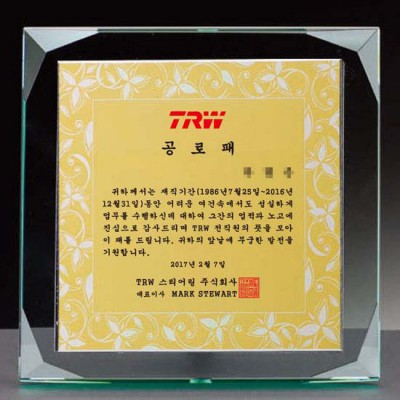 TRW
공로패
귀하께서는 재직기간(1986년7월25일~2016년
12월31일)동안 어려운 여건속에서도 성실하게
업무를 수행하신데 대하여 그간의 업적과 노고에
진심으로 감사드리며 TRW 전직원의 뜻을 모아
이 패를 드립니다. 귀하의 앞날에 무궁한 발전을
기원합니다.
2017년 2월 7일
TRW 스티어링 주식회사
대표이사 MARK STEWART